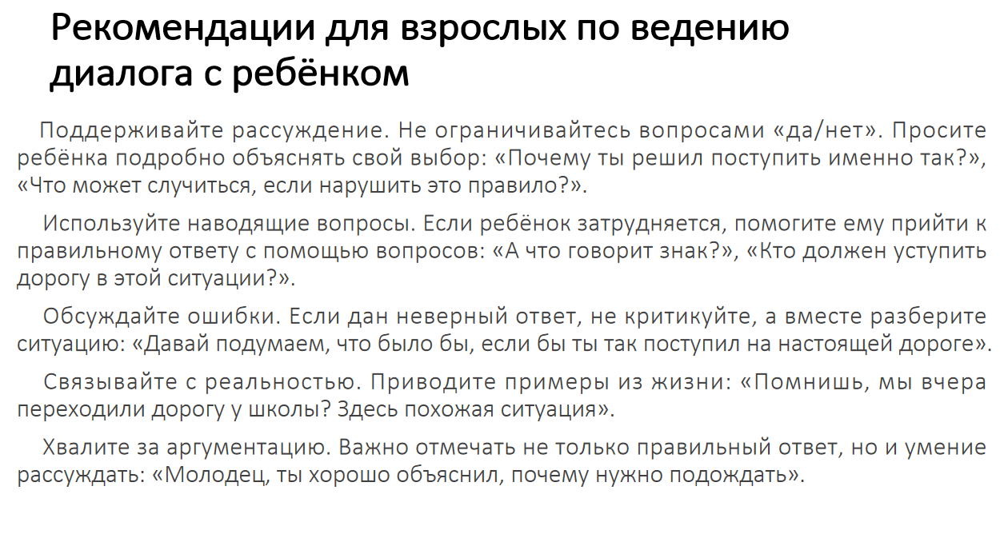 Рекомендации для взрослых по ведению
диалога с ребёнком
Поддерживайте рассуждение. Не ограничивайтесь вопросами «да/нет». Просите
ребёнка подробно объяснять свой выбор: «Почему ты решил поступить именно так?»,
«Что может случиться, если нарушить это правило?».
Используйте наводящие вопросы. Если ребёнок затрудняется, помогите ему прийти к
правильному ответу с помощью вопросов: «А что говорит знак?», «Кто должен уступить
дорогу в этой ситуации?».
Обсуждайте ошибки. Если дан неверный ответ, не критикуйте, а вместе разберите
ситуацию: «Давай подумаем, что было бы, если бы ты так поступил на настоящей дороге».
Связывайте с реальностью. Приводите примеры из жизни: «Помнишь, мы вчера
переходили дорогу у школы? Здесь похожая ситуация».
Хвалите за аргументацию. Важно отмечать не только правильный ответ, но и умение
рассуждать: «Молодец, ты хорошо объяснил, почему нужно подождать».